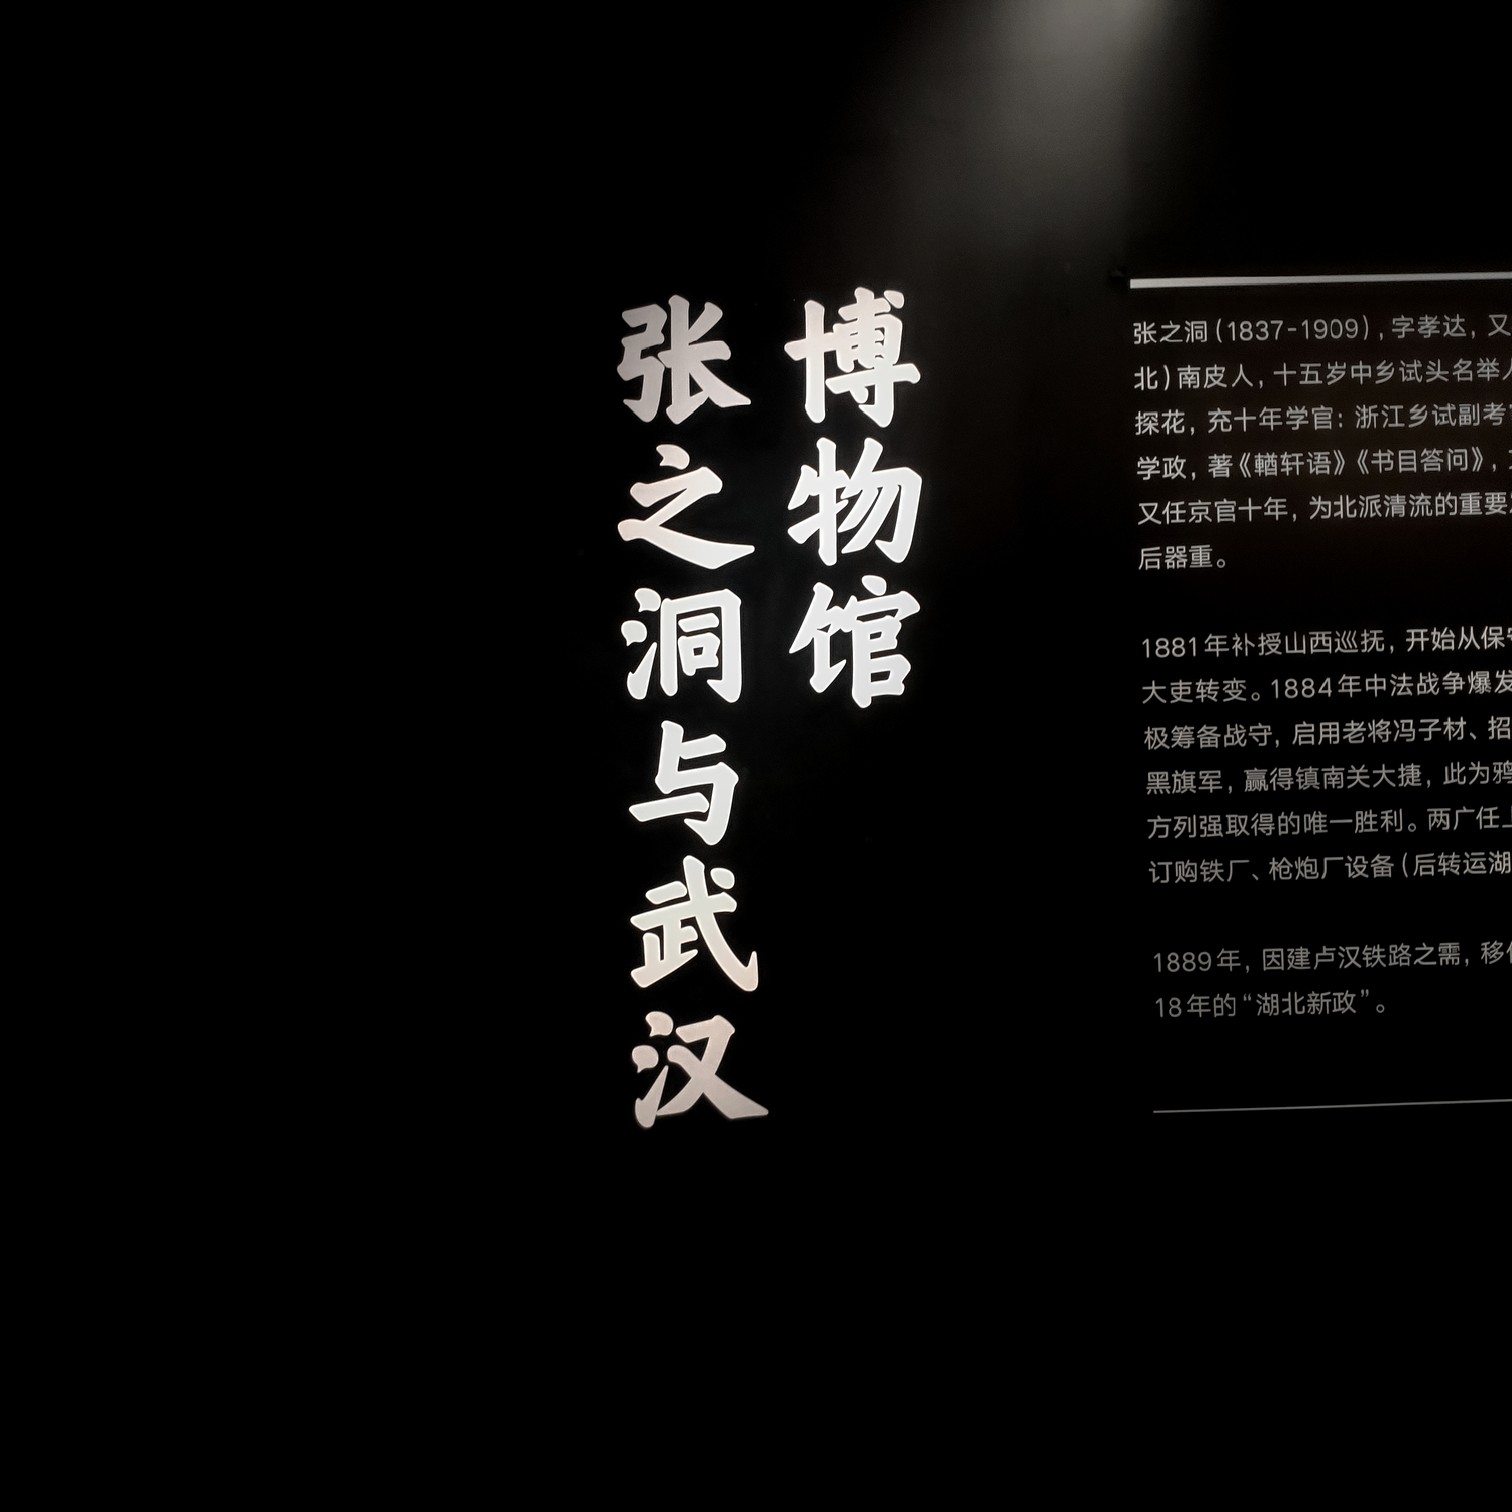 张之洞与武汉
博物馆
张之洞(1837-1909),字孝达,又
北)南皮人,十五岁中乡试头名举人
探花,充十年学官:浙江乡试副考官
学政,著《輶轩语》《书目答问》,
又任京官十年,为北派清流的重要
后器重。
1881年补授山西巡抚,开始从保守
大吏转变。1884年中法战争爆发
极筹备战守,启用老将冯子材、招
黑旗军,赢得镇南关大捷,此为鸦
方列强取得的唯一胜利。两广任上
订购铁厂、枪炮厂设备(后转运湖
1889年,因建卢汉铁路之需,移
18年的“湖北新政”。